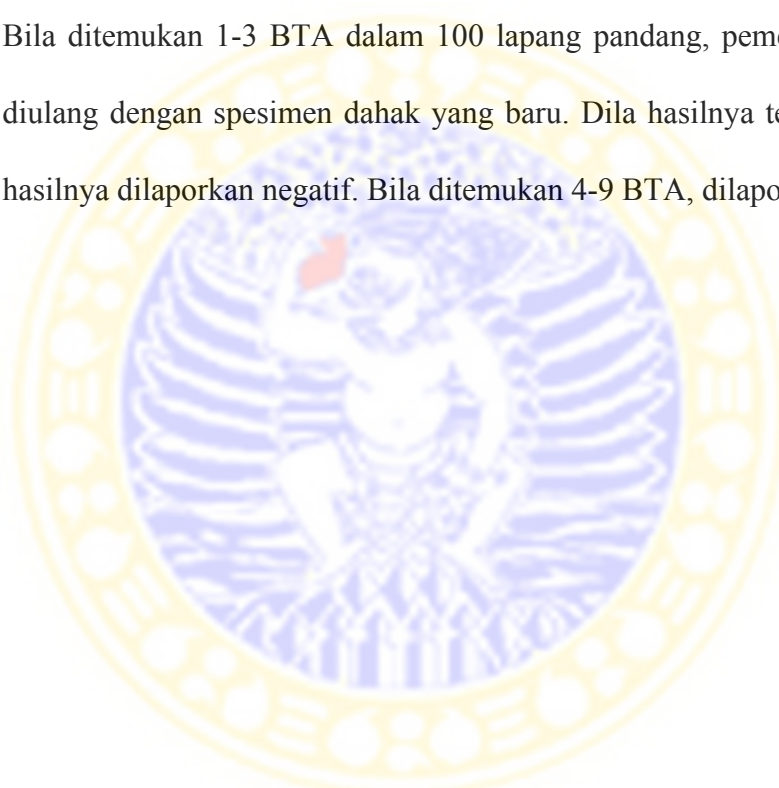 Bila ditemukan 1-3 BTA dalam 100 lapang pandang, peme
diulang dengan spesimen dahak yang baru. Dila hasilnya te
hasilnya dilaporkan negatif. Bila ditemukan 4-9 BTA, dilapo